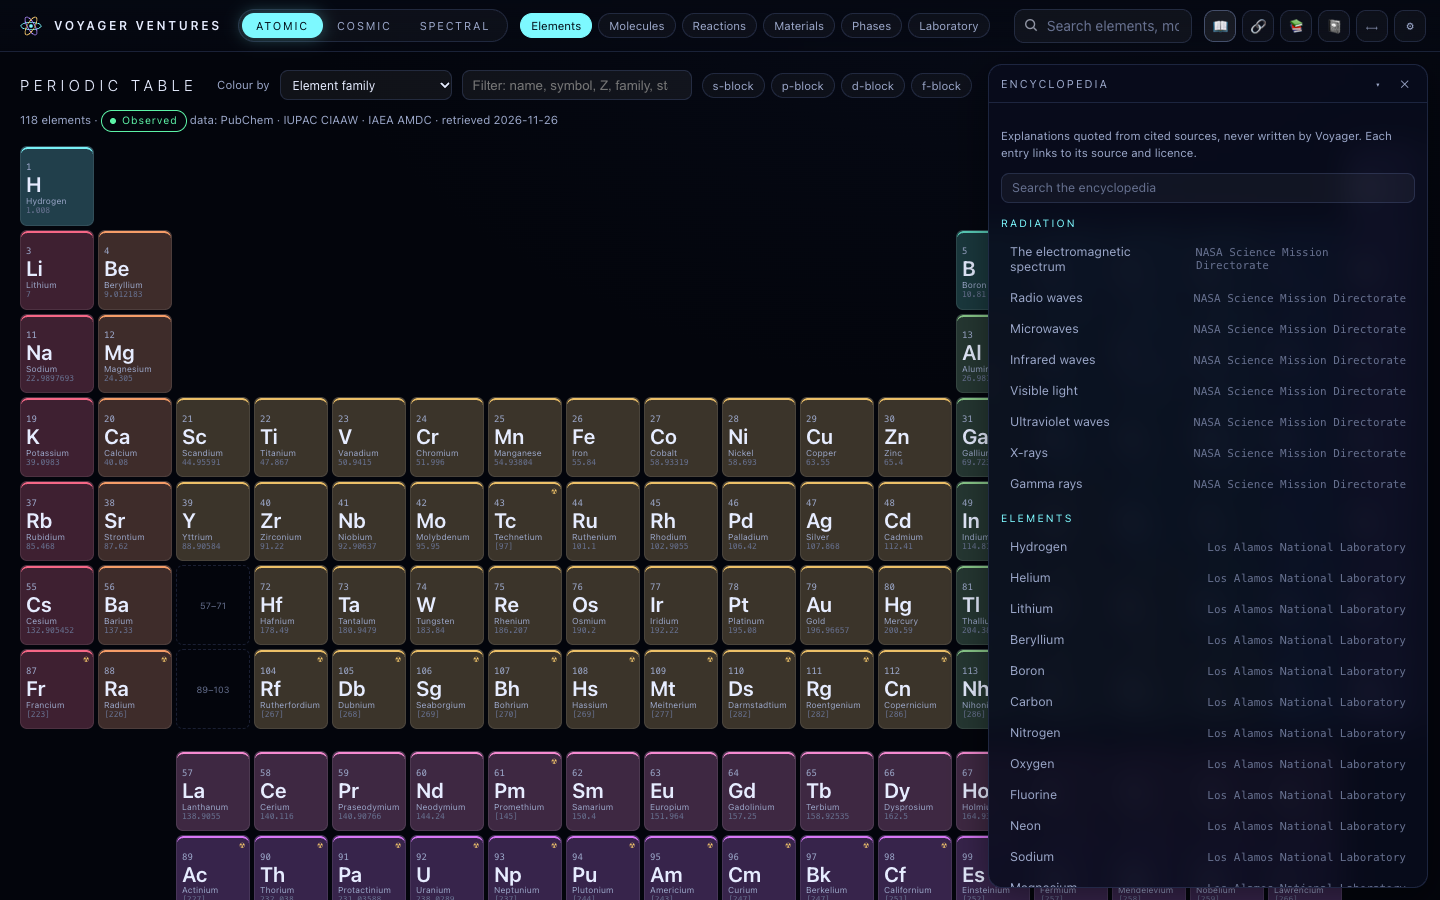 VOYAGER VENTURES
ATOMIC COSMIC SPECTRAL
Elements Molecules Reactions Materials Phases Laboratory
Search elements, mo
PERIODIC TABLE
Colour by
Element family
Filter: name, symbol, Z, family, st
s-block p-block d-block f-block
118 elements · Observed data: PubChem · IUPAC CIAAW · IAEA AMDC · retrieved 2026-11-26
1 H Hydrogen 1.008
3 Li Lithium 7
4 Be Beryllium 9.012183
5 B Boron 10.81
11 Na Sodium 22.9897693
12 Mg Magnesium 24.305
13 Al
19 K Potassium 39.0983
20 Ca Calcium 40.08
21 Sc Scandium 44.95591
22 Ti Titanium 47.867
23 V Vanadium 50.9415
24 Cr Chromium 51.996
25 Mn Manganese 54.93804
26 Fe Iron 55.84
27 Co Cobalt 58.93319
28 Ni Nickel 58.693
29 Cu Copper 63.55
30 Zn Zinc 65.4
31 Ga
37 Rb Rubidium 85.468
38 Sr Strontium 87.62
39 Y Yttrium 88.90584
40 Zr Zirconium 91.22
41 Nb Niobium 92.90637
42 Mo Molybdenum 95.95
43 Tc Technetium [97]
44 Ru Ruthenium 101.1
45 Rh Rhodium 102.9055
46 Pd Palladium 106.42
47 Ag Silver 107.868
48 Cd Cadmium 112.41
49 In
55 Cs Cesium 132.905452
56 Ba Barium 137.33
57–71
72 Hf Hafnium 178.49
73 Ta Tantalum 180.9479
74 W Tungsten 183.84
75 Re Rhenium 186.207
76 Os Osmium 190.2
77 Ir Iridium 192.22
78 Pt Platinum 195.08
79 Au Gold 196.96657
80 Hg Mercury 200.59
81 Tl
87 Fr Francium [223]
88 Ra Radium [226]
89–103
104 Rf Rutherfordium [267]
105 Db Dubnium [268]
106 Sg Seaborgium [269]
107 Bh Bohrium [270]
108 Hs Hassium [269]
109 Mt Meitnerium [277]
110 Ds Darmstadtium [282]
111 Rg Roentgenium [282]
112 Cn Copernicium [286]
113 Nh [286]
57 La Lanthanum 138.9055
58 Ce Cerium 140.116
59 Pr Praseodymium 140.90766
60 Nd Neodymium 144.24
61 Pm Promethium [145]
62 Sm Samarium 150.4
63 Eu Europium 151.964
64 Gd Gadolinium 157.25
65 Tb Terbium 158.92535
66 Dy Dysprosium 162.5
67 Ho
89 Ac Actinium
90 Th Thorium
91 Pa Protactinium
92 U Uranium
93 Np Neptunium
94 Pu Plutonium
95 Am Americium
96 Cm Curium
97 Bk Berkelium
98 Cf Californium
99 Es Einsteinium
Fermium Mendelevium Nobelium Lawrencium
ENCYCLOPEDIA
Explanations quoted from cited sources, never written by Voyager. Each
entry links to its source and licence.
Search the encyclopedia
RADIATION
The electromagnetic spectrum NASA Science Mission Directorate
Radio waves NASA Science Mission Directorate
Microwaves NASA Science Mission Directorate
Infrared waves NASA Science Mission Directorate
Visible light NASA Science Mission Directorate
Ultraviolet waves NASA Science Mission Directorate
X-rays NASA Science Mission Directorate
Gamma rays NASA Science Mission Directorate
ELEMENTS
Hydrogen Los Alamos National Laboratory
Helium Los Alamos National Laboratory
Lithium Los Alamos National Laboratory
Beryllium Los Alamos National Laboratory
Boron Los Alamos National Laboratory
Carbon Los Alamos National Laboratory
Nitrogen Los Alamos National Laboratory
Oxygen Los Alamos National Laboratory
Fluorine Los Alamos National Laboratory
Neon Los Alamos National Laboratory
Sodium Los Alamos National Laboratory
Magnesium Los Alamos National Laboratory